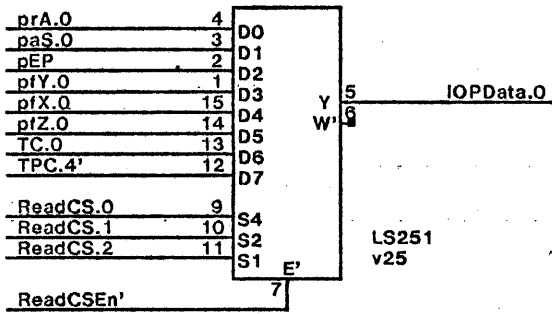 prA.0 4 D0
paS.0 3 D1
pEP 2 D2
pfY.0 1 D3
pfX.0 15 D4
pfZ.0 14 D5
TC.0 13 D6
TPC.4' 12 D7
Y 5 IOPData.0
W' 6
ReadCS.0 9 S4
ReadCS.1 10 S2
ReadCS.2 11 S1
E'
7
ReadCSEn'
LS251
v25